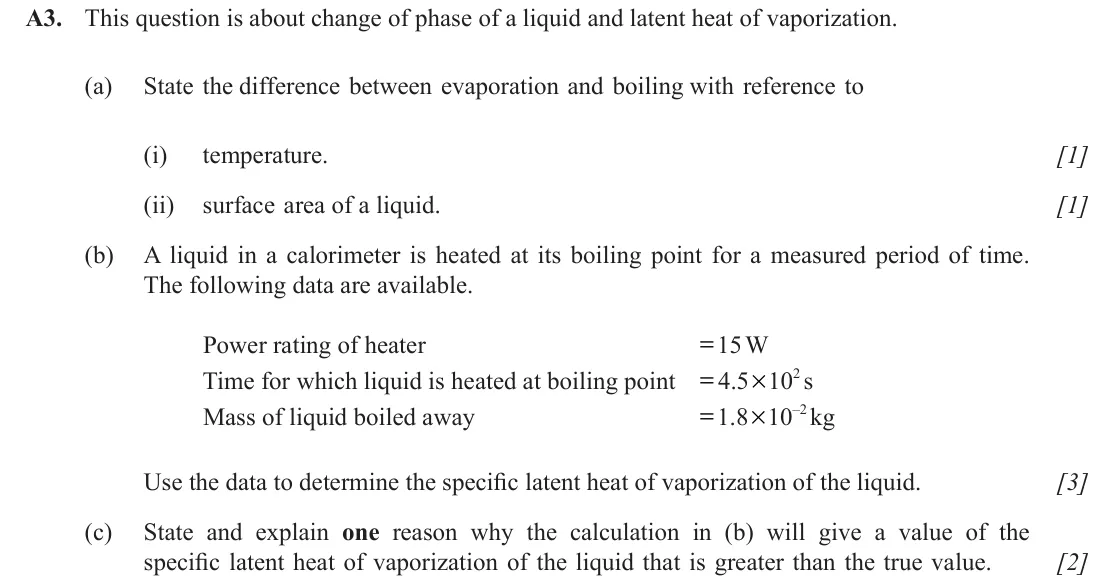 A3. This question is about change of phase of a liquid and latent heat of vaporization.
(a) State the difference between evaporation and boiling with reference to
(i) temperature. [1]
(ii) surface area of a liquid. [1]
(b) A liquid in a calorimeter is heated at its boiling point for a measured period of time.
The following data are available.
Power rating of heater = 15 W
Time for which liquid is heated at boiling point = 4.5×10² s
Mass of liquid boiled away = 1.8×10⁻² kg
Use the data to determine the specific latent heat of vaporization of the liquid. [3]
(c) State and explain one reason why the calculation in (b) will give a value of the
specific latent heat of vaporization of the liquid that is greater than the true value. [2]